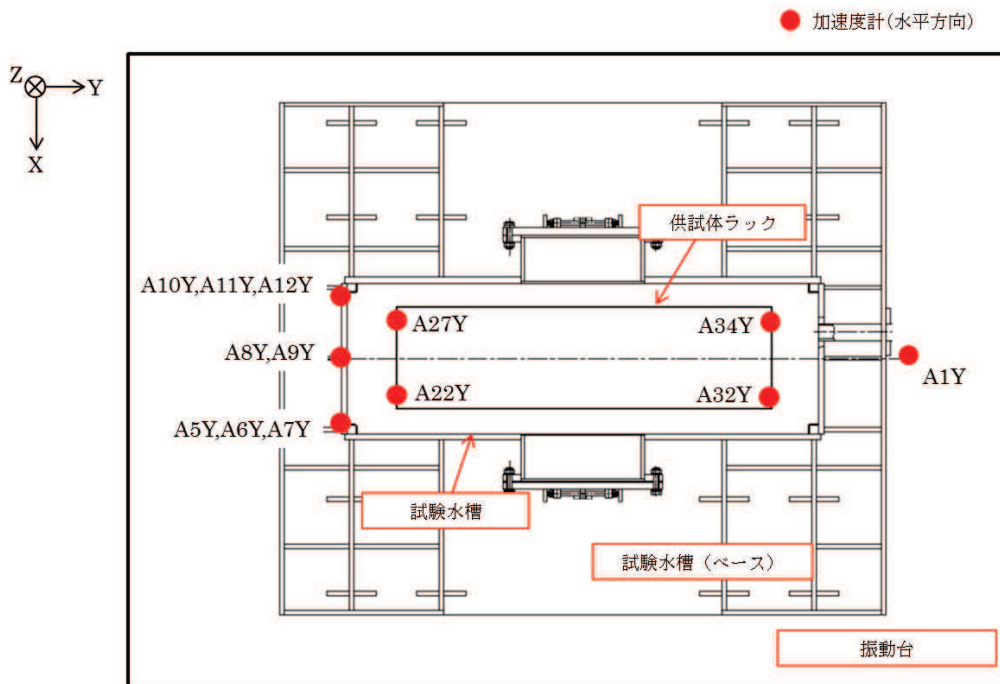 加速度計(水平方向)
Z
Y
X
供試体ラック
A10Y,A11Y,A12Y
A27Y
A34Y
A8Y,A9Y
A1Y
A22Y
A32Y
A5Y,A6Y,A7Y
試験水槽
試験水槽（ベース）
振動台